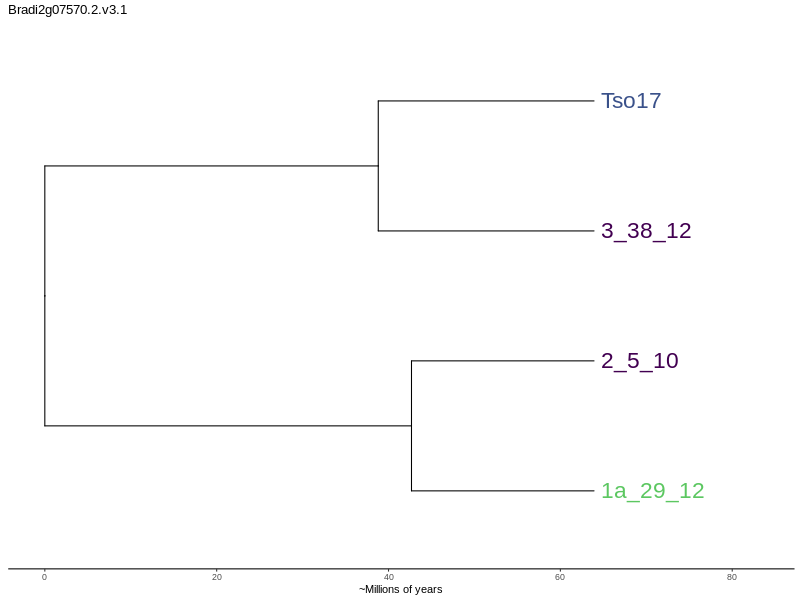 Bradi2g07570.2.v3.1
Tso17
3_38_12
2_5_10
1a_29_12
0 20 40 60 80
~Millions of years